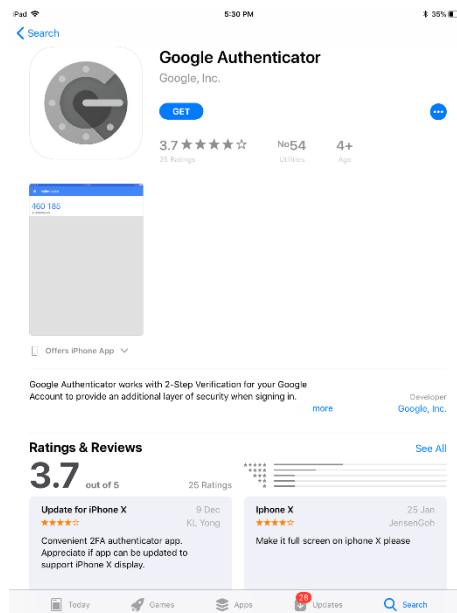 iPad 5:30 PM 35%
Search
Google Authenticator
Google, Inc.
GET
3.7 ★★★★☆ No54 4+
25 Ratings Utilities Age
460 185
Offers iPhone App
Google Authenticator works with 2-Step Verification for your Google
Account to provide an additional layer of security when signing in.
more
Developer
Google, Inc.
Ratings & Reviews See All
3.7 out of 5 25 Ratings
Update for iPhone X 9 Dec
★★★★☆ KL Yong
Convenient 2FA authenticator app.
Appreciate if app can be updated to
support iPhone X display.
Iphone X 25 Jan
★★★★☆ JensenGoh
Make it full screen on iphone X please
28
Today Games Apps Updates Search